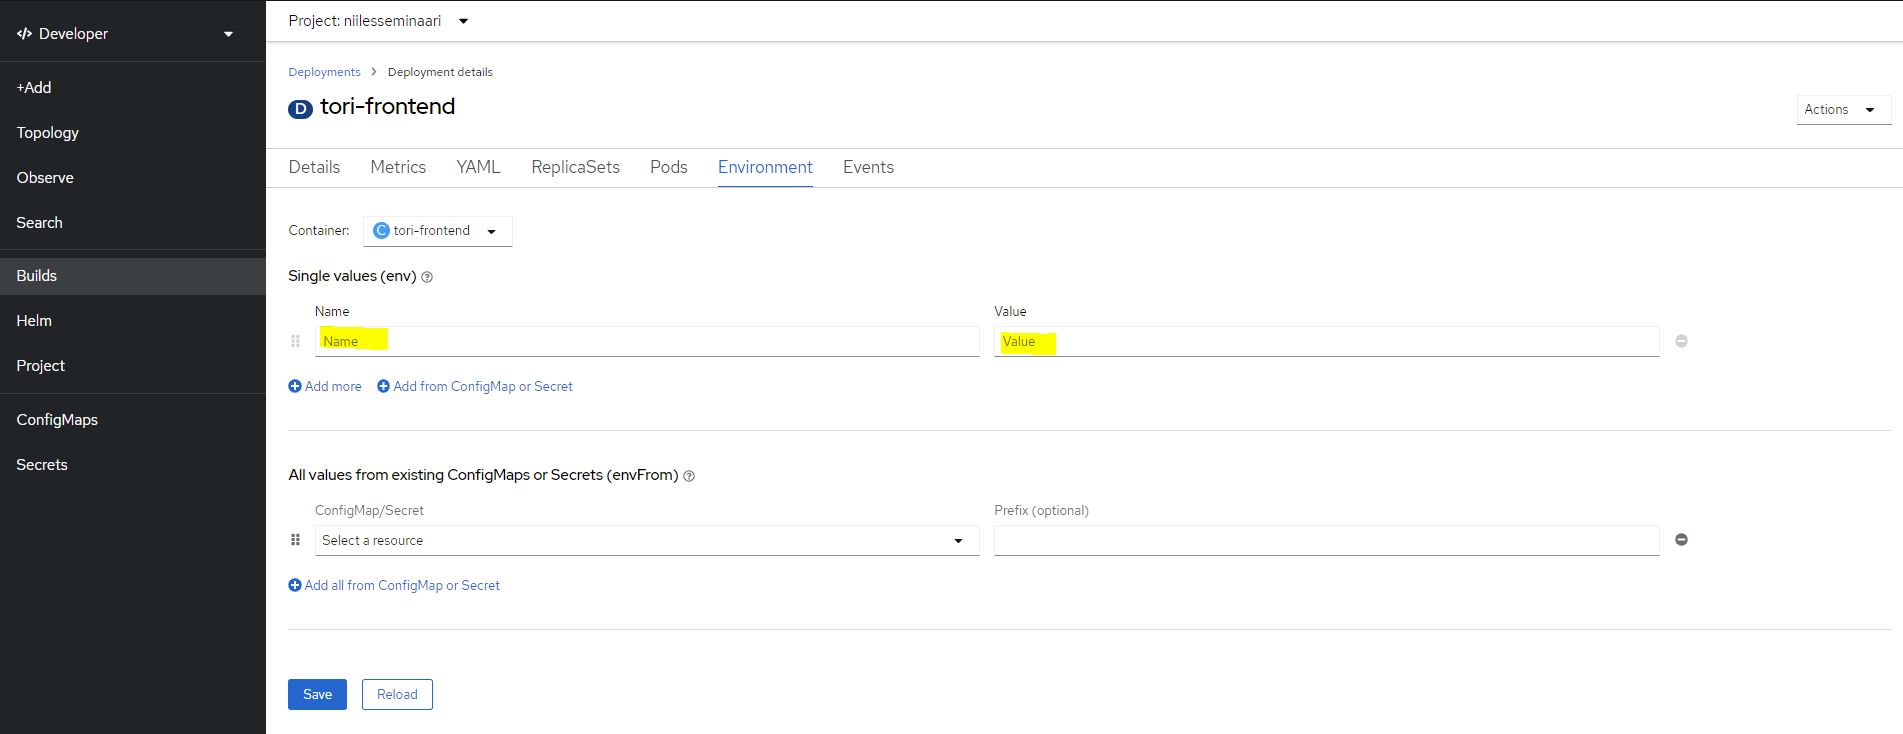 Developer
Project: niilesseminaari
+Add
Topology
Observe
Search
Builds
Helm
Project
ConfigMaps
Secrets
Deployments > Deployment details
D tori-frontend
Actions
Details Metrics YAML ReplicaSets Pods Environment Events
Container: C tori-frontend
Single values (env)
Name Value
Name Value
Add more Add from ConfigMap or Secret
All values from existing ConfigMaps or Secrets (envFrom)
ConfigMap/Secret Prefix (optional)
Select a resource
Add all from ConfigMap or Secret
Save Reload